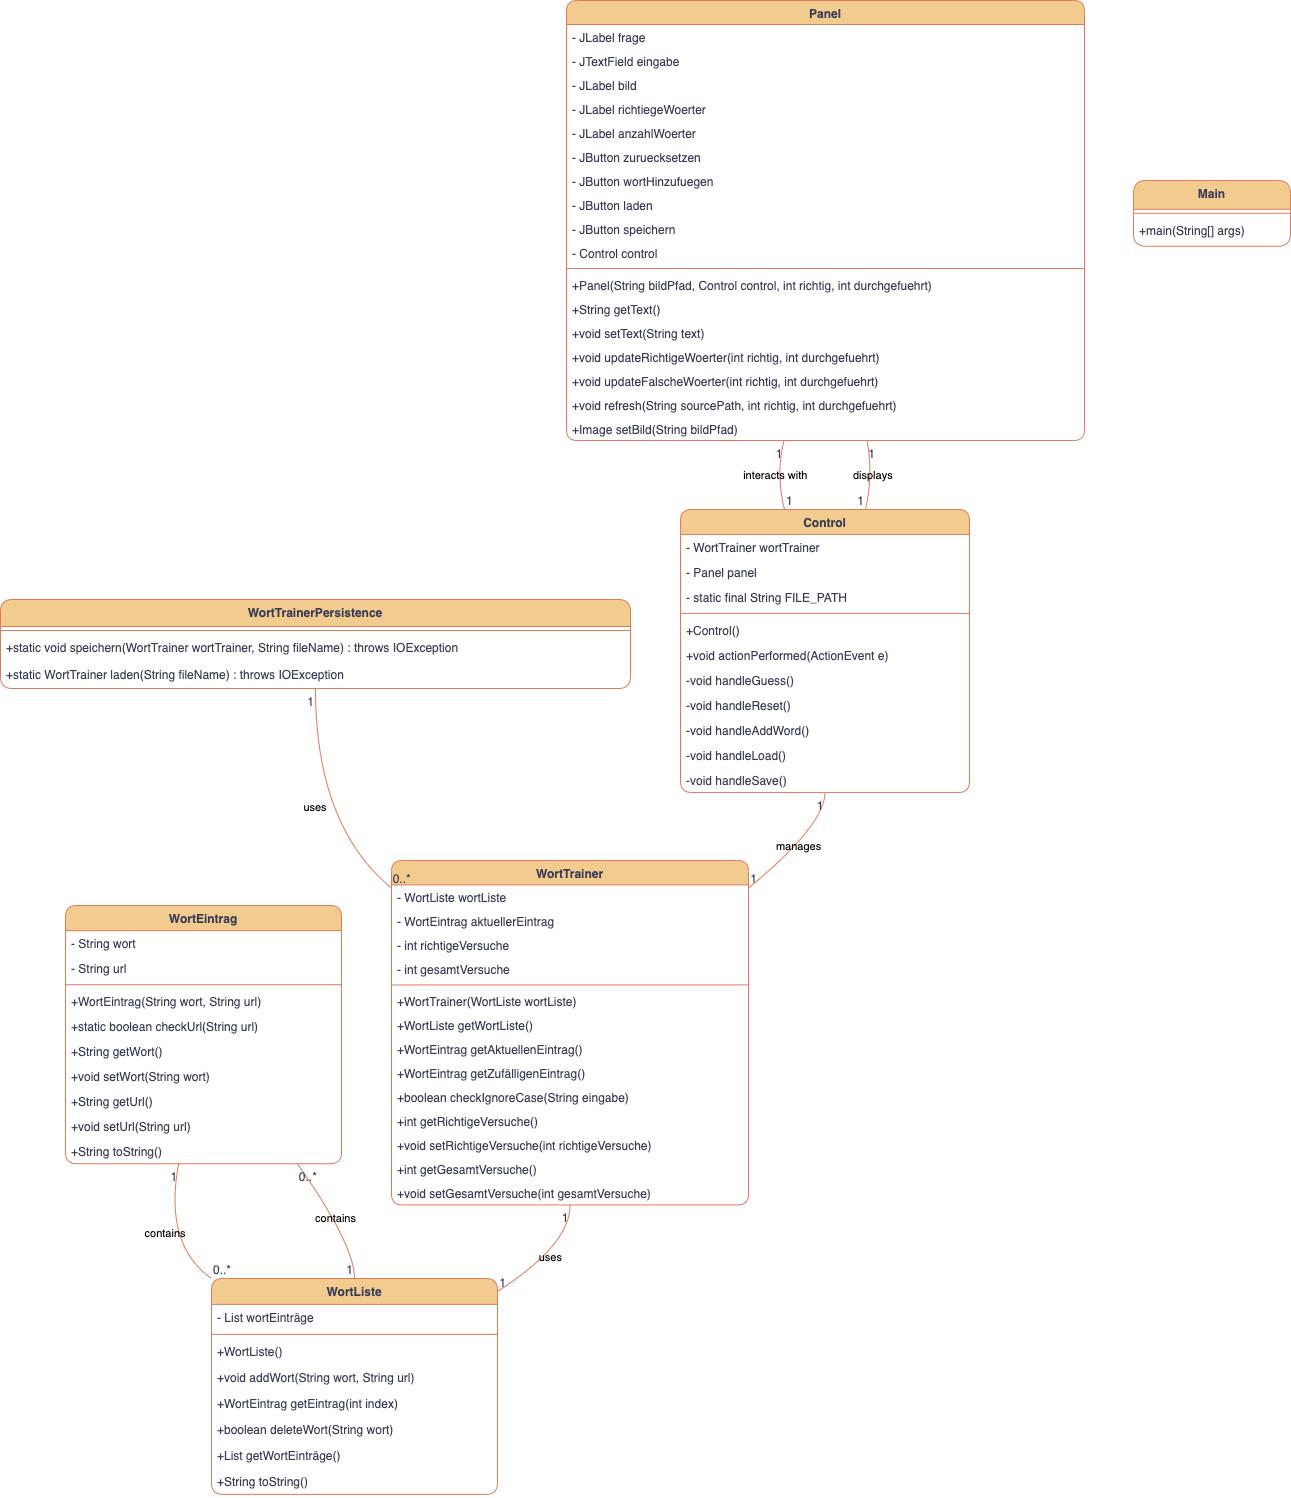 Panel
- JLabel frage
- JTextField eingabe
- JLabel bild
- JLabel richtiegeWoerter
- JLabel anzahlWoerter
- JButton zuruecksetzen
- JButton wortHinzufuegen
- JButton laden
- JButton speichern
- Control control
+Panel(String bildPfad, Control control, int richtig, int durchgefuehrt)
+String getText()
+void setText(String text)
+void updateRichtigeWoerter(int richtig, int durchgefuehrt)
+void updateFalscheWoerter(int richtig, int durchgefuehrt)
+void refresh(String sourcePath, int richtig, int durchgefuehrt)
+Image setBild(String bildPfad)
Main
+main(String[] args)
1
1
interacts with
displays
1
1
Control
- WortTrainer wortTrainer
- Panel panel
- static final String FILE_PATH
+Control()
+void actionPerformed(ActionEvent e)
-void handleGuess()
-void handleReset()
-void handleAddWord()
-void handleLoad()
-void handleSave()
WortTrainerPersistence
+static void speichern(WortTrainer wortTrainer, String fileName) : throws IOException
+static WortTrainer laden(String fileName) : throws IOException
1
uses
0..*
1
manages
1
WortTrainer
- WortListe wortListe
- WortEintrag aktuellerEintrag
- int richtigeVersuche
- int gesamtVersuche
+WortTrainer(WortListe wortListe)
+WortListe getWortListe()
+WortEintrag getAktuellenEintrag()
+WortEintrag getZufälligenEintrag()
+boolean checkIgnoreCase(String eingabe)
+int getRichtigeVersuche()
+void setRichtigeVersuche(int richtigeVersuche)
+int getGesamtVersuche()
+void setGesamtVersuche(int gesamtVersuche)
WortEintrag
- String wort
- String url
+WortEintrag(String wort, String url)
+static boolean checkUrl(String url)
+String getWort()
+void setWort(String wort)
+String getUrl()
+void setUrl(String url)
+String toString()
1
0..*
contains
contains
0..*
1
1
uses
1
WortListe
- List wortEinträge
+WortListe()
+void addWort(String wort, String url)
+WortEintrag getEintrag(int index)
+boolean deleteWort(String wort)
+List getWortEinträge()
+String toString()